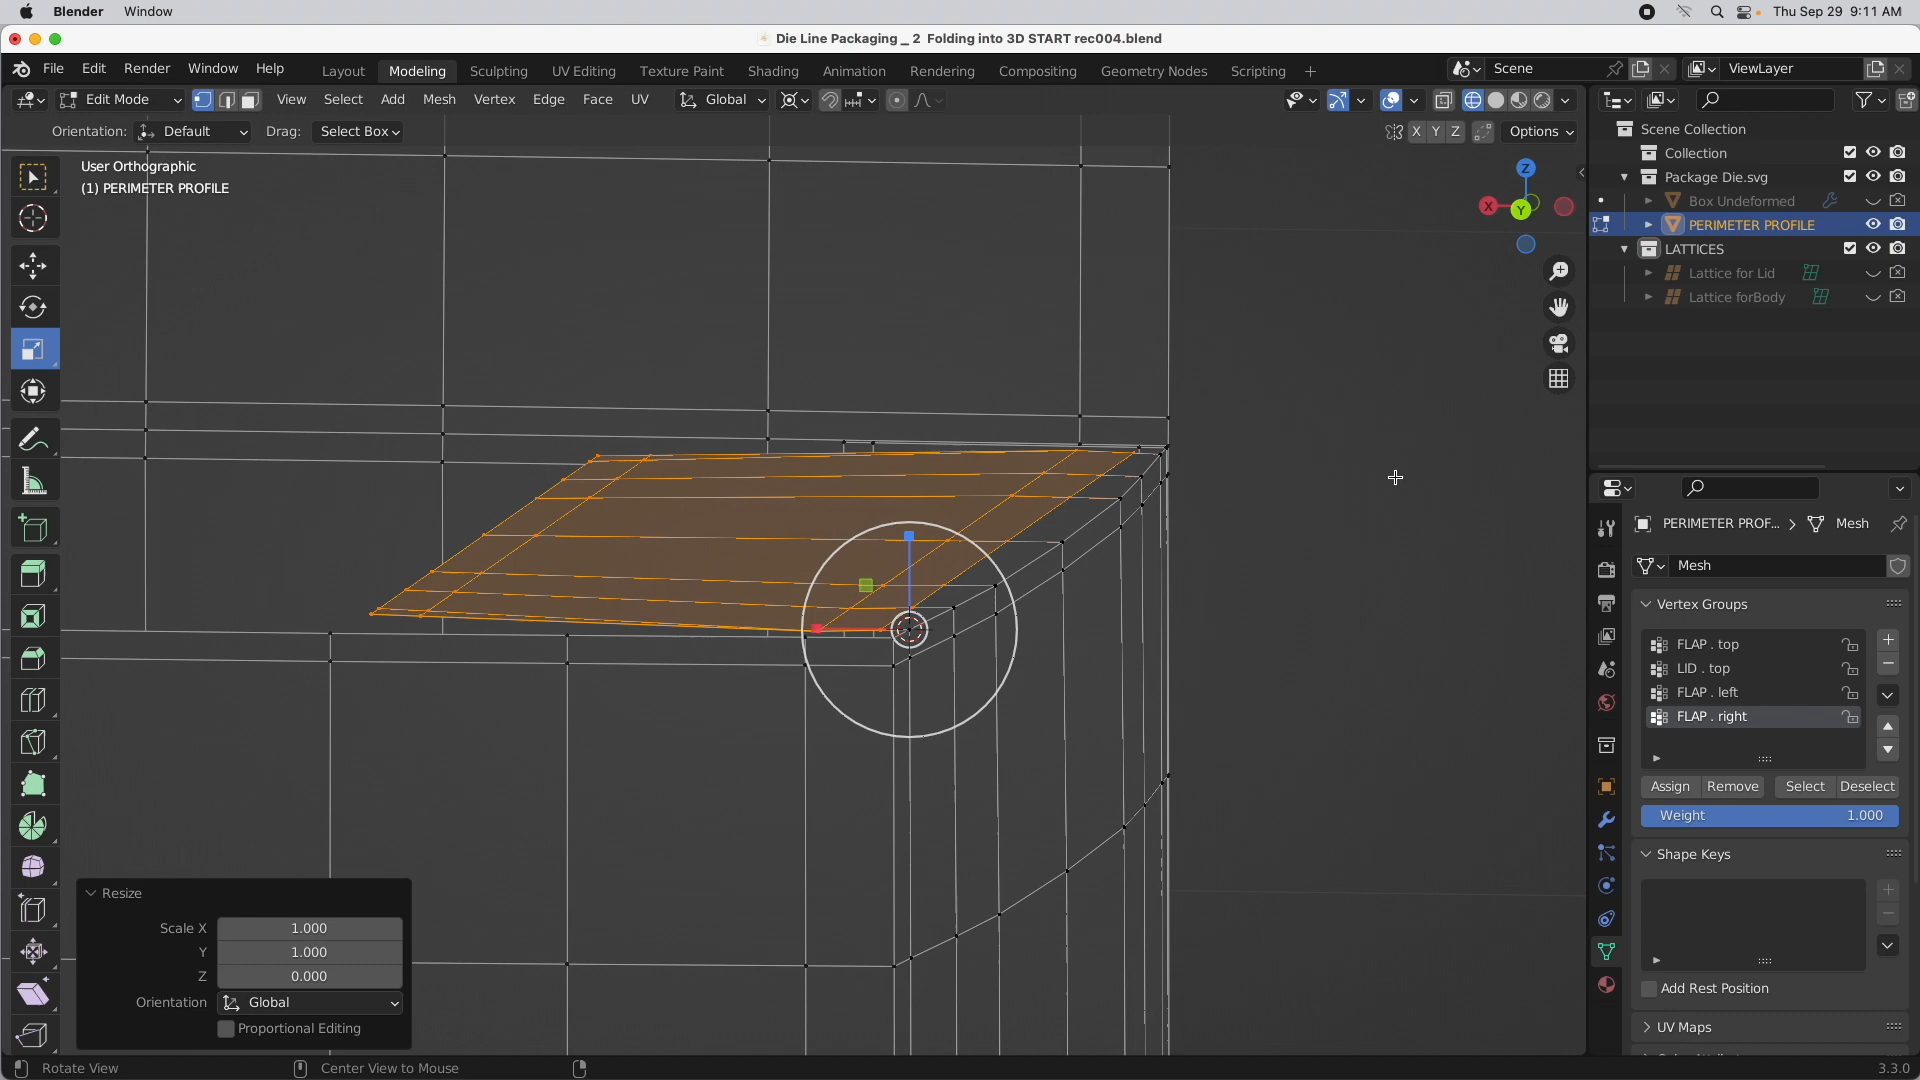 Blender Window Thu Sep 29 9:11 AM
Die Line Packaging _ 2 Folding into 3D START rec004.blend
File Edit Render Window Help Layout Modeling Sculpting UV Editing Texture Paint Shading Animation Rendering Compositing Geometry Nodes Scripting + Scene ViewLayer
Edit Mode View Select Add Mesh Vertex Edge Face UV Global
Orientation: Default Drag: Select Box X Y Z Options
User Orthographic
(1) PERIMETER PROFILE
Z
X
Y
Scene Collection
Collection
Package Die.svg
Box Undeformed
PERIMETER PROFILE
LATTICES
Lattice for Lid
Lattice forBody
PERIMETER PROF... > Mesh
Mesh
Vertex Groups
FLAP . top
LID . top
FLAP . left
FLAP . right
Assign Remove Select Deselect
Weight 1.000
Shape Keys
Add Rest Position
UV Maps
Resize
Scale X 1.000
Y 1.000
Z 0.000
Orientation Global
Proportional Editing
Rotate View Center View to Mouse 3.3.0